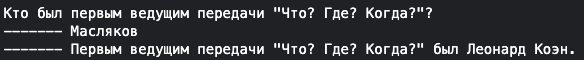 Кто был первым ведущим передачи "Что? Где? Когда?"?
------- Масляков
------- Первым ведущим передачи "Что? Где? Когда?" был Леонард Коэн.